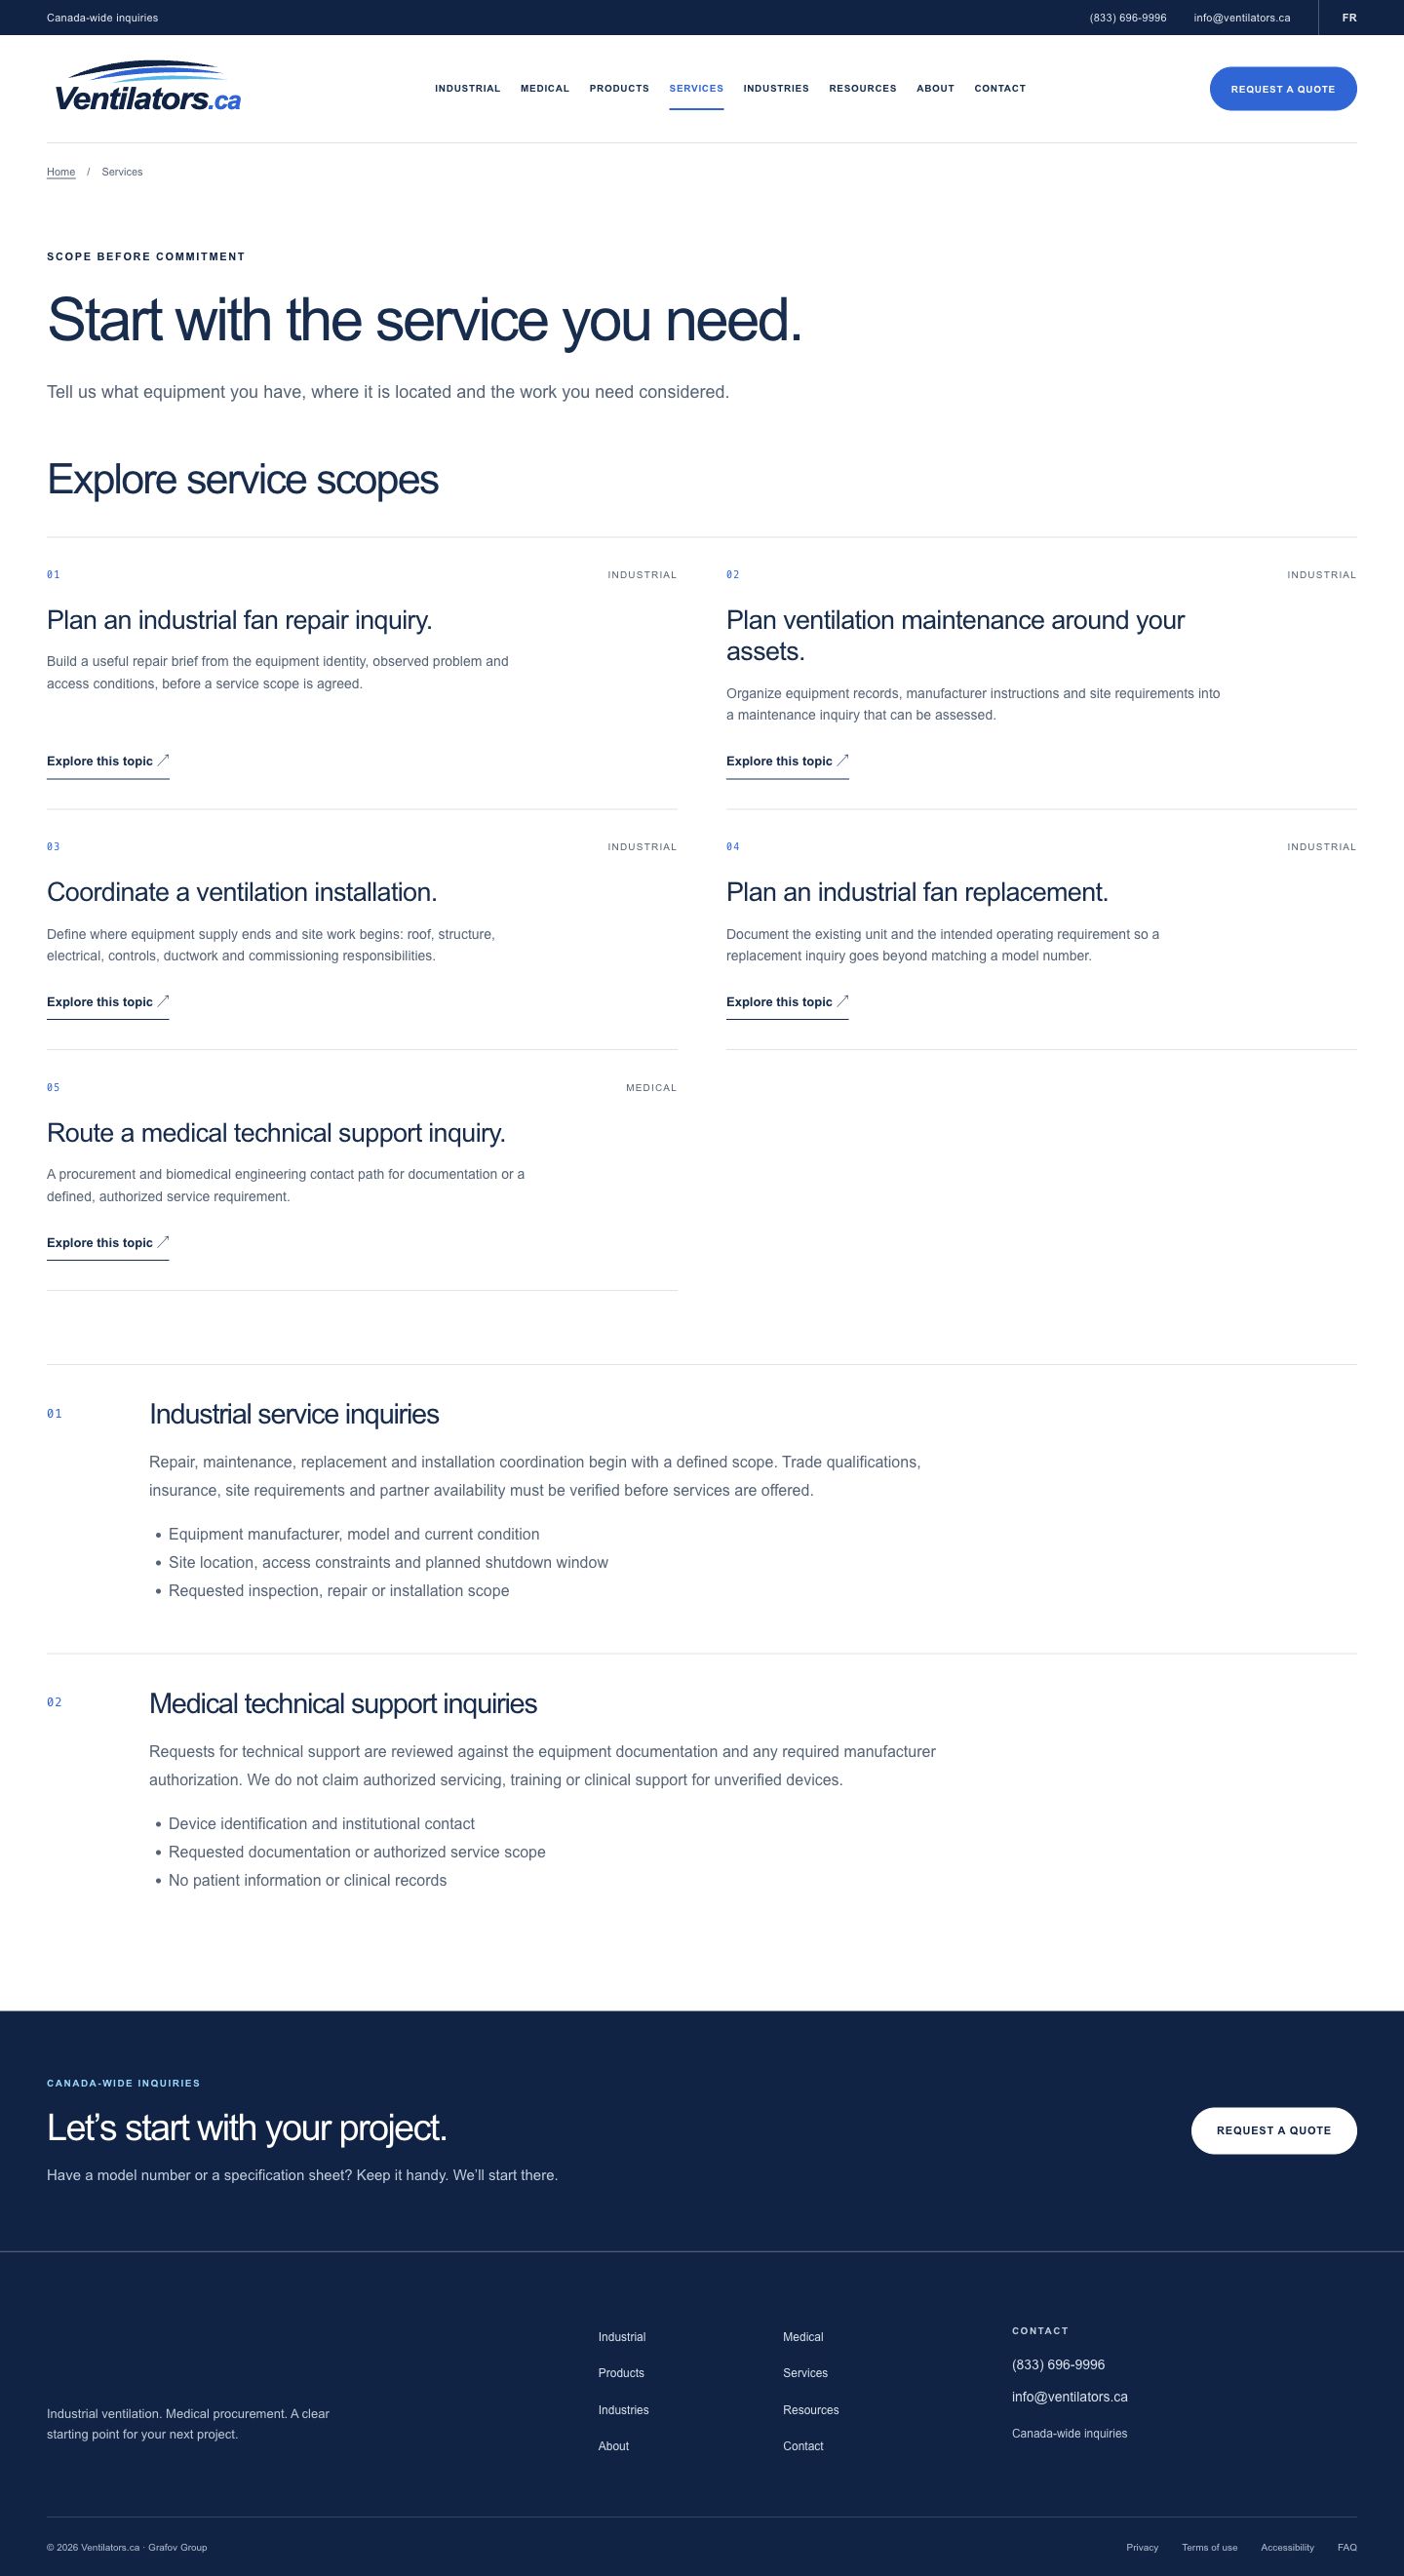 Canada-wide inquiries
(833) 696-9996
info@ventilators.ca
FR
Ventilators.ca
INDUSTRIAL
MEDICAL
PRODUCTS
SERVICES
INDUSTRIES
RESOURCES
ABOUT
CONTACT
REQUEST A QUOTE
Home / Services
SCOPE BEFORE COMMITMENT
Start with the service you need.
Tell us what equipment you have, where it is located and the work you need considered.
Explore service scopes
01
INDUSTRIAL
Plan an industrial fan repair inquiry.
Build a useful repair brief from the equipment identity, observed problem and
access conditions, before a service scope is agreed.
Explore this topic ↗
02
INDUSTRIAL
Plan ventilation maintenance around your
assets.
Organize equipment records, manufacturer instructions and site requirements into
a maintenance inquiry that can be assessed.
Explore this topic ↗
03
INDUSTRIAL
Coordinate a ventilation installation.
Define where equipment supply ends and site work begins: roof, structure,
electrical, controls, ductwork and commissioning responsibilities.
Explore this topic ↗
04
INDUSTRIAL
Plan an industrial fan replacement.
Document the existing unit and the intended operating requirement so a
replacement inquiry goes beyond matching a model number.
Explore this topic ↗
05
MEDICAL
Route a medical technical support inquiry.
A procurement and biomedical engineering contact path for documentation or a
defined, authorized service requirement.
Explore this topic ↗
01
Industrial service inquiries
Repair, maintenance, replacement and installation coordination begin with a defined scope. Trade qualifications,
insurance, site requirements and partner availability must be verified before services are offered.
• Equipment manufacturer, model and current condition
• Site location, access constraints and planned shutdown window
• Requested inspection, repair or installation scope
02
Medical technical support inquiries
Requests for technical support are reviewed against the equipment documentation and any required manufacturer
authorization. We do not claim authorized servicing, training or clinical support for unverified devices.
• Device identification and institutional contact
• Requested documentation or authorized service scope
• No patient information or clinical records
CANADA-WIDE INQUIRIES
Let’s start with your project.
Have a model number or a specification sheet? Keep it handy. We’ll start there.
REQUEST A QUOTE
Industrial ventilation. Medical procurement. A clear
starting point for your next project.
Industrial
Products
Industries
About
Medical
Services
Resources
Contact
CONTACT
(833) 696-9996
info@ventilators.ca
Canada-wide inquiries
© 2026 Ventilators.ca · Grafov Group
Privacy
Terms of use
Accessibility
FAQ